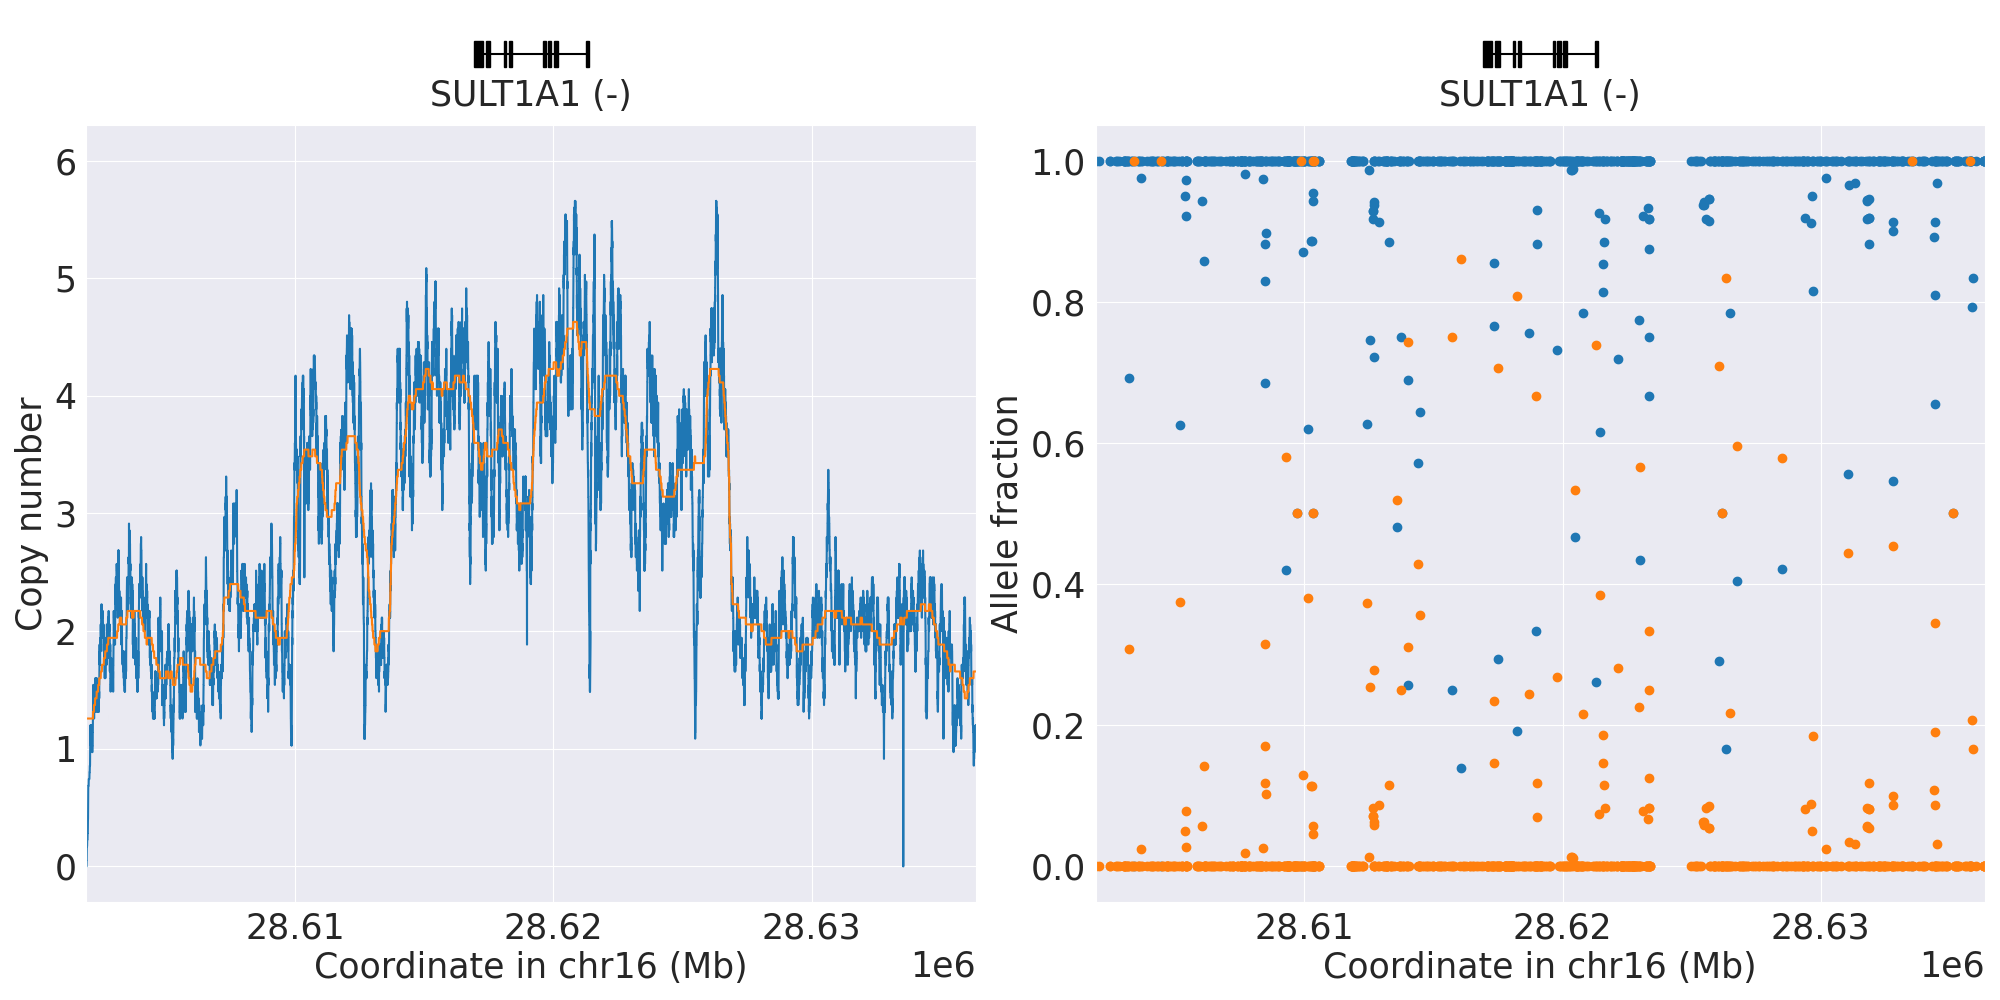 SULT1A1 (-)
6
5
4
3
2
1
0
Copy number
28.61
28.62
28.63
Coordinate in chr16 (Mb)
1e6
SULT1A1 (-)
1.0
0.8
0.6
0.4
0.2
0.0
Allele fraction
28.61
28.62
28.63
Coordinate in chr16 (Mb)
1e6